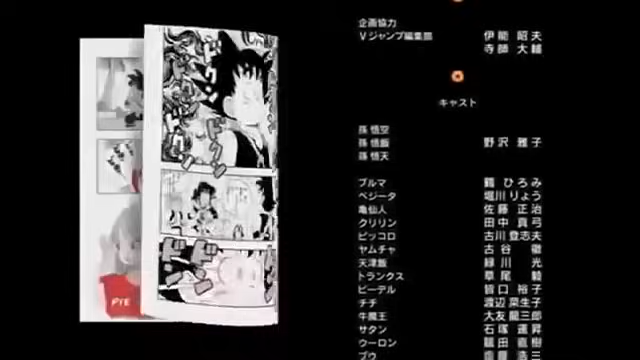 企画協力
Vジャンプ編集部 伊能 昭夫
寺師 大輔
キャスト
孫 悟空
孫 悟飯 野沢 雅子
孫 悟天
ブルマ 鶴 ひろみ
ベジータ 堀川 りょう
亀仙人 佐藤 正治
クリリン 田中 真弓
ピッコロ 古川 登志夫
ヤムチャ 古谷 徹
天津飯 緑川 光
トランクス 草尾 毅
ビーデル 皆口 裕子
チチ 渡辺 菜生子
牛魔王 大友 龍三郎
サタン 石塚 運昇
ウーロン 龍田 直樹
ブウ
ドクン
ドクン
ドクン
PIE